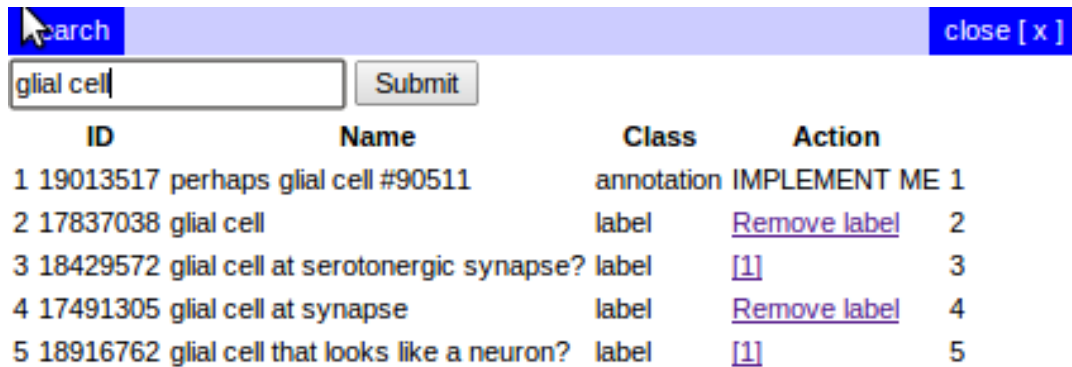 earch close [ x ]
glial cell Submit
ID Name Class Action
1 19013517 perhaps glial cell #90511 annotation IMPLEMENT ME 1
2 17837038 glial cell label Remove label 2
3 18429572 glial cell at serotonergic synapse? label [1] 3
4 17491305 glial cell at synapse label Remove label 4
5 18916762 glial cell that looks like a neuron? label [1] 5